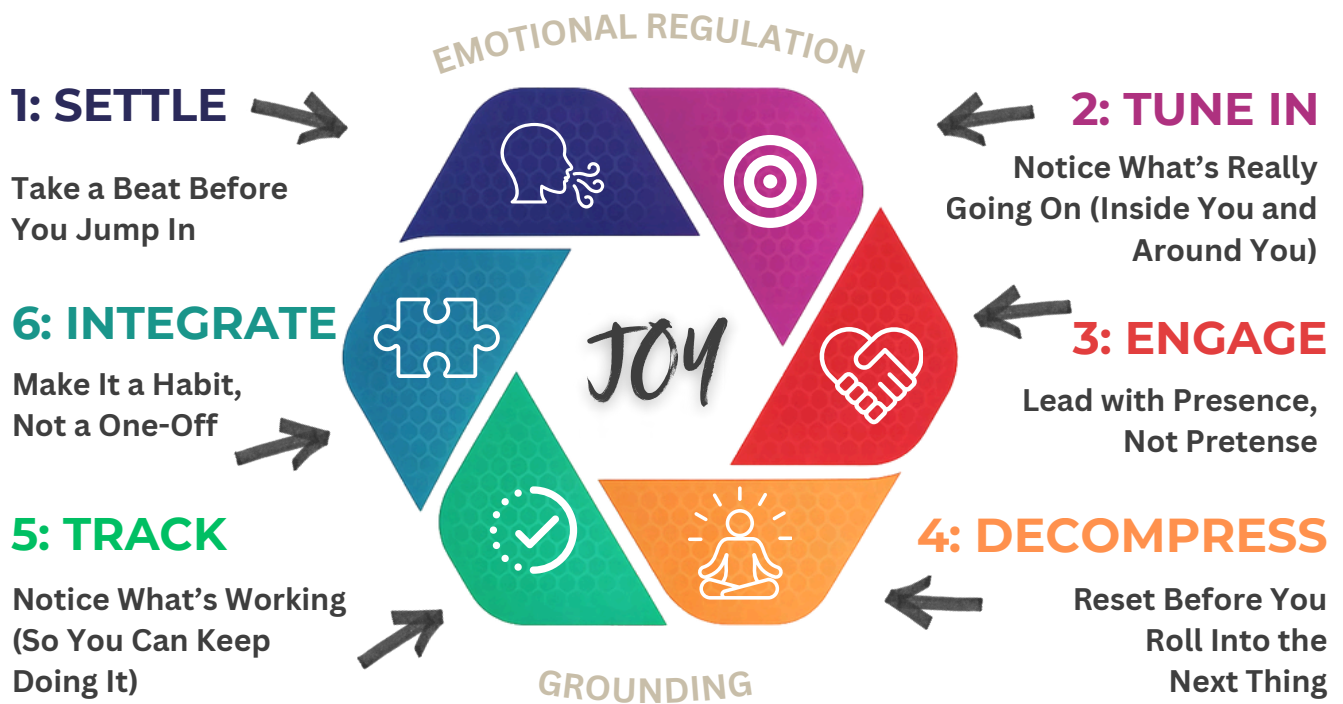 EMOTIONAL REGULATION
1: SETTLE
Take a Beat Before
You Jump In
2: TUNE IN
Notice What's Really
Going On (Inside You and
Around You)
3: ENGAGE
Lead with Presence,
Not Pretense
4: DECOMPRESS
Reset Before You
Roll Into the
Next Thing
5: TRACK
Notice What's Working
(So You Can Keep
Doing It)
6: INTEGRATE
Make It a Habit,
Not a One-Off
JOY
GROUNDING